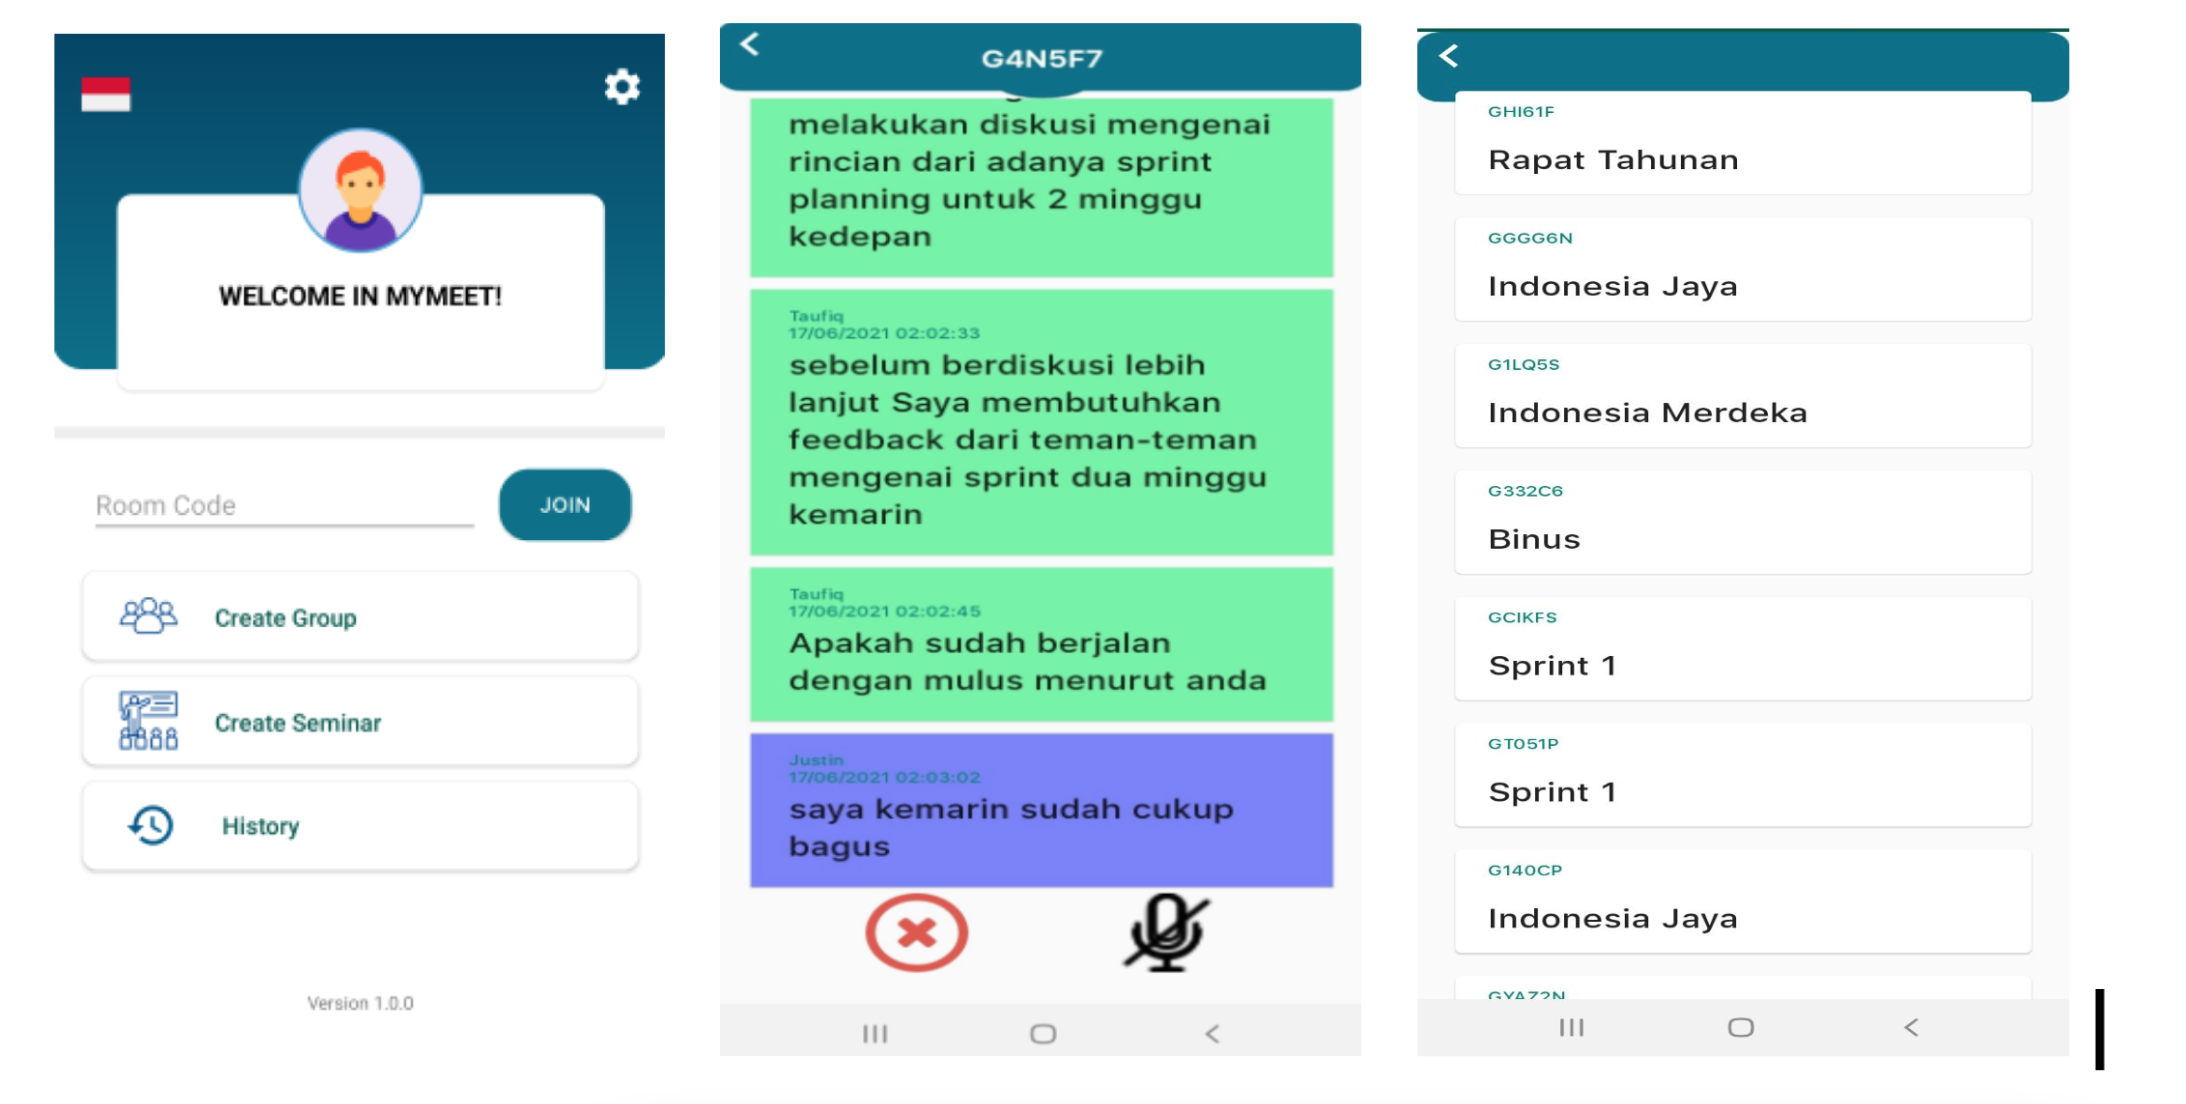 WELCOME IN MYMEET!
Room Code
JOIN
Create Group
Create Seminar
History
Version 1.0.0
G4N5F7
melakukan diskusi mengenai
rincian dari adanya sprint
planning untuk 2 minggu
kedepan
Taufiq
17/06/2021 02:02:33
sebelum berdiskusi lebih
lanjut Saya membutuhkan
feedback dari teman-teman
mengenai sprint dua minggu
kemarin
Taufiq
17/06/2021 02:02:45
Apakah sudah berjalan
dengan mulus menurut anda
Justin
17/06/2021 02:03:02
saya kemarin sudah cukup
bagus
GHI61F
Rapat Tahunan
GGGG6N
Indonesia Jaya
G1LQ5S
Indonesia Merdeka
G332C6
Binus
GCIKFS
Sprint 1
GT051P
Sprint 1
G140CP
Indonesia Jaya
GYAZ2N